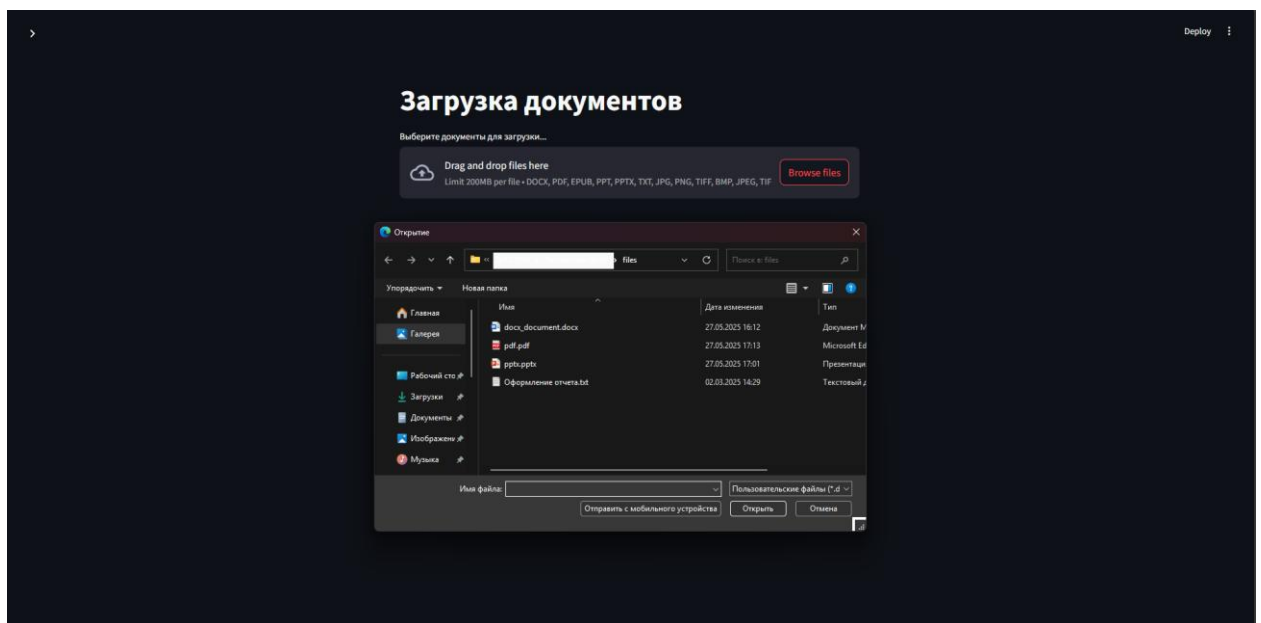 Deploy
Загрузка документов
Выберите документы для загрузки...
Drag and drop files here
Limit 200MB per file • DOCX, PDF, EPUB, PPT, PPTX, TXT, JPG, PNG, TIFF, BMP, JPEG, TIF
Browse files
Открытие
files
Поиск в: files
Упорядочить
Новая папка
Имя
Дата изменения
Тип
Главная
Галерея
Рабочий сто
Загрузки
Документы
Изображени
Музыка
docx_document.docx 27.05.2025 16:12 Документ M
pdf.pdf 27.05.2025 17:13 Microsoft Ed
pptx.pptx 27.05.2025 17:01 Презентаци
Оформление отчета.txt 02.03.2025 14:29 Текстовый д
Имя файла:
Пользовательские файлы (*.d
Отправить с мобильного устройства
Открыть
Отмена